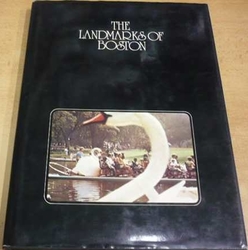 THE
LANDMARKS OF
BOSTON